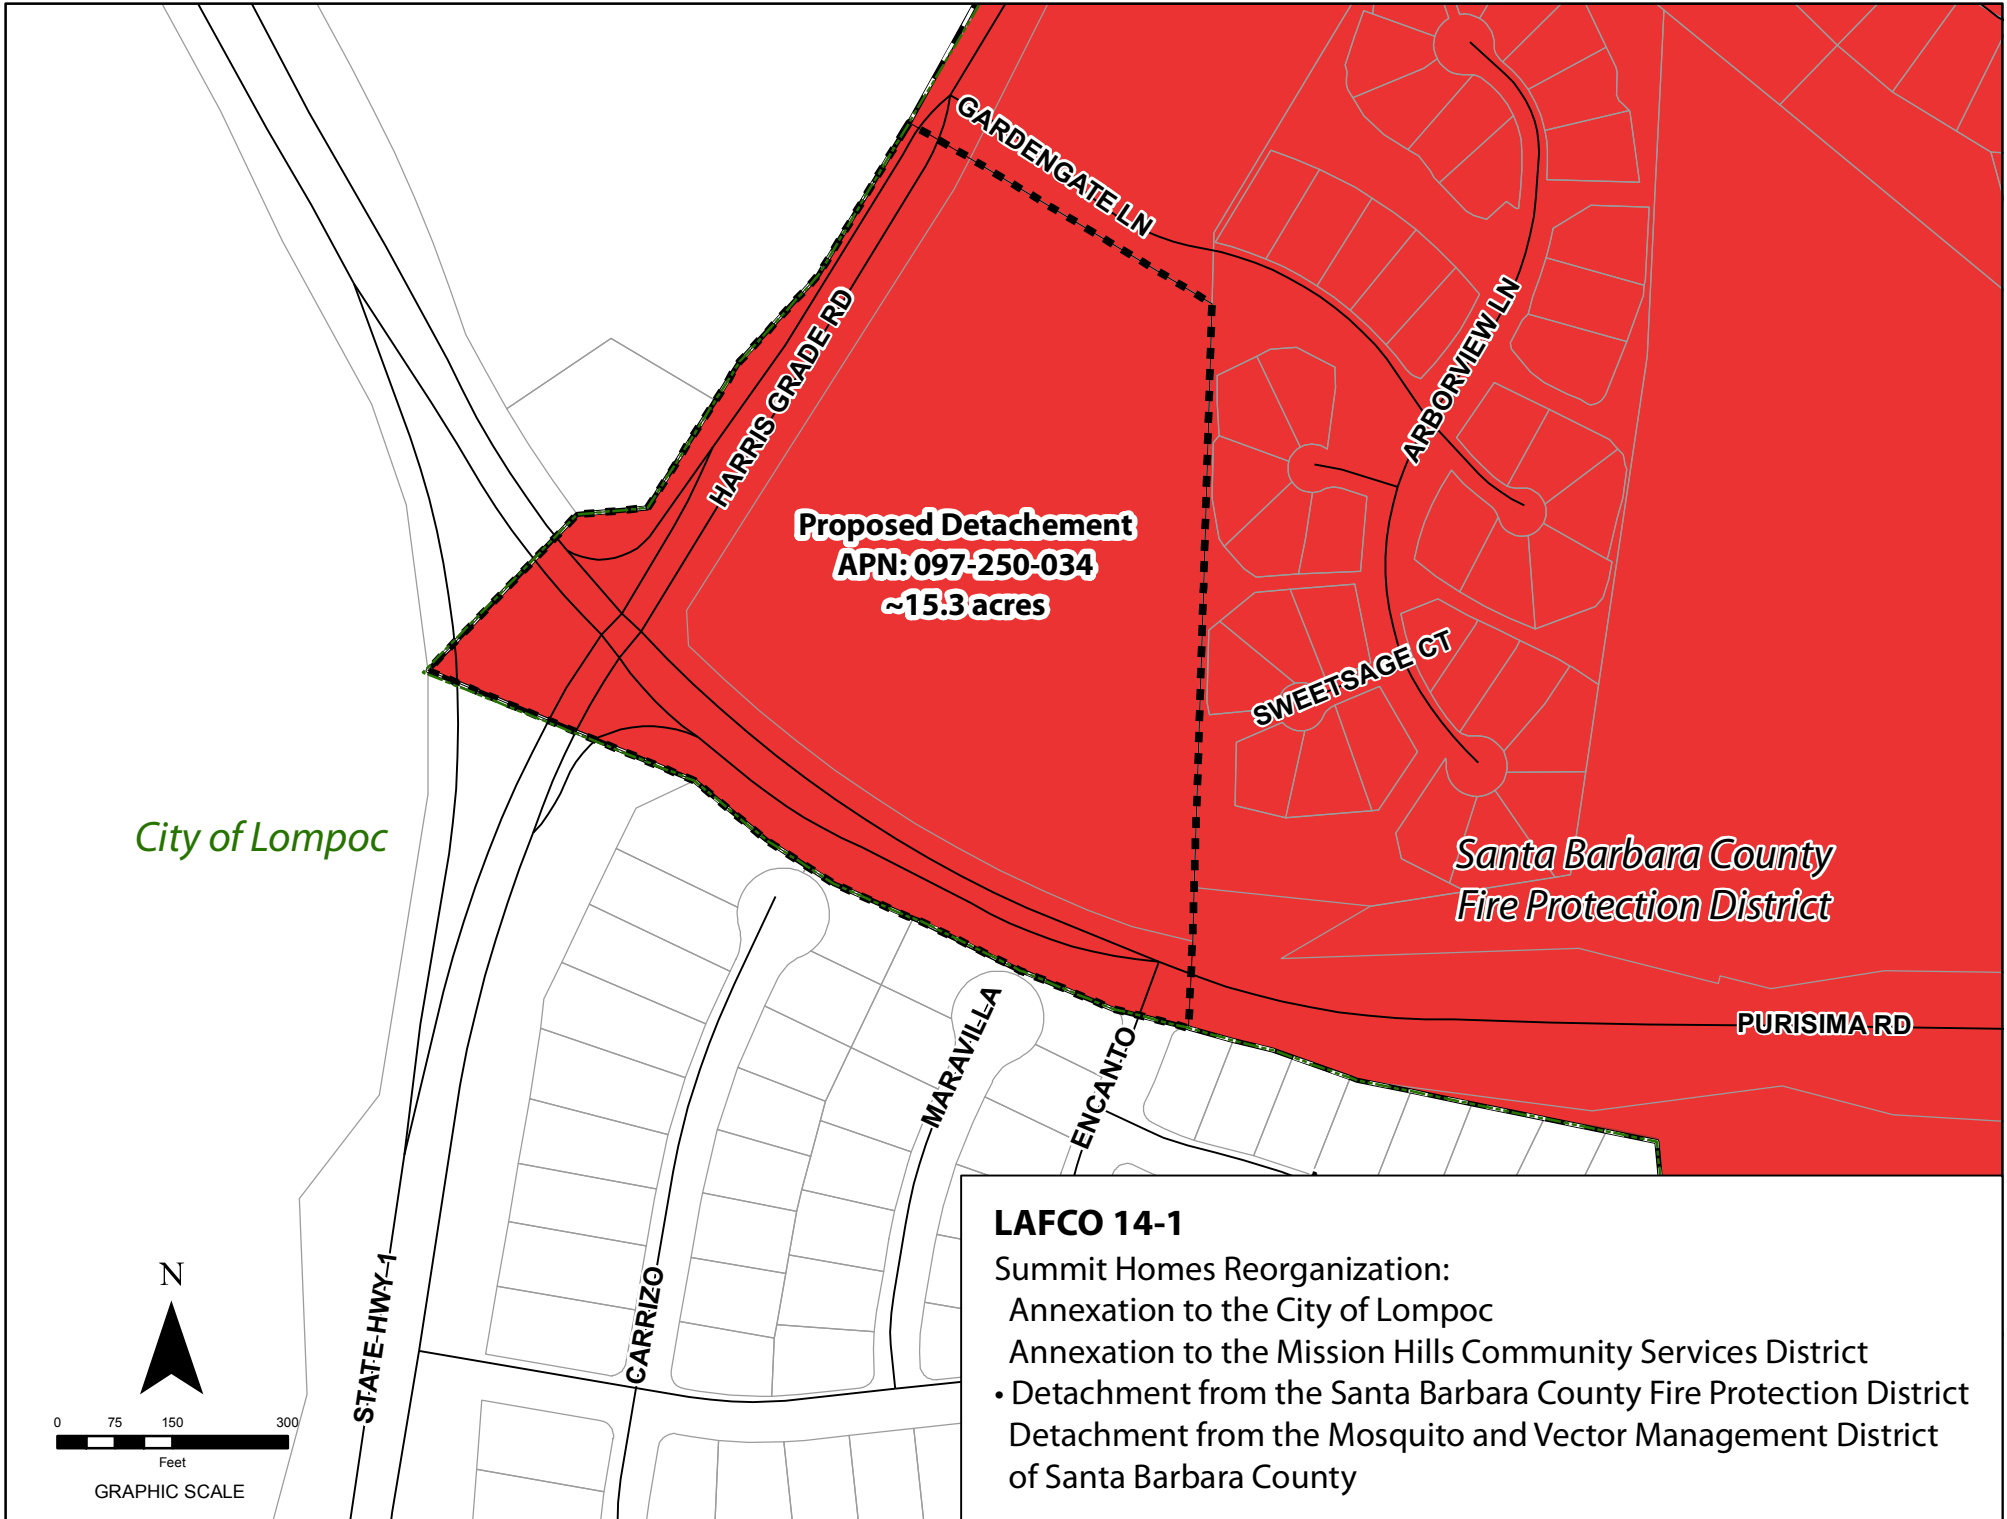 GARDENGATE LN
HARRIS GRADE RD
ARBORVIEW LN
Proposed Detachement
APN: 097-250-034
~15.3 acres
SWEETSAGE CT
City of Lompoc
Santa Barbara County
Fire Protection District
PURISIMA RD
MARAVILLA
ENCANTO
STATE HWY 1
CARRIZO
N
0 75 150 300
Feet
GRAPHIC SCALE
LAFCO 14-1
Summit Homes Reorganization:
Annexation to the City of Lompoc
Annexation to the Mission Hills Community Services District
• Detachment from the Santa Barbara County Fire Protection District
Detachment from the Mosquito and Vector Management District
of Santa Barbara County